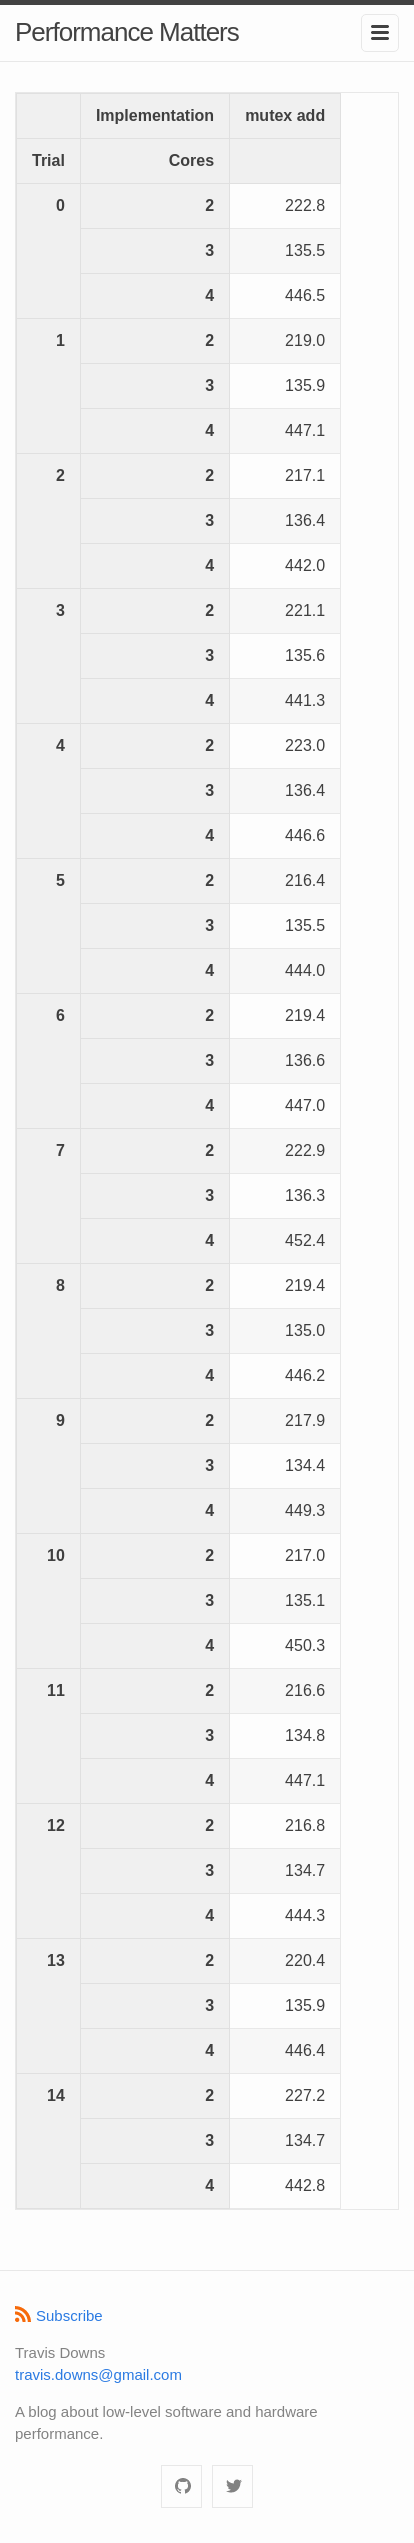 Performance Matters
Implementation mutex add
Trial Cores
0 2 222.8
3 135.5
4 446.5
1 2 219.0
3 135.9
4 447.1
2 2 217.1
3 136.4
4 442.0
3 2 221.1
3 135.6
4 441.3
4 2 223.0
3 136.4
4 446.6
5 2 216.4
3 135.5
4 444.0
6 2 219.4
3 136.6
4 447.0
7 2 222.9
3 136.3
4 452.4
8 2 219.4
3 135.0
4 446.2
9 2 217.9
3 134.4
4 449.3
10 2 217.0
3 135.1
4 450.3
11 2 216.6
3 134.8
4 447.1
12 2 216.8
3 134.7
4 444.3
13 2 220.4
3 135.9
4 446.4
14 2 227.2
3 134.7
4 442.8
Subscribe
Travis Downs
travis.downs@gmail.com
A blog about low-level software and hardware
performance.